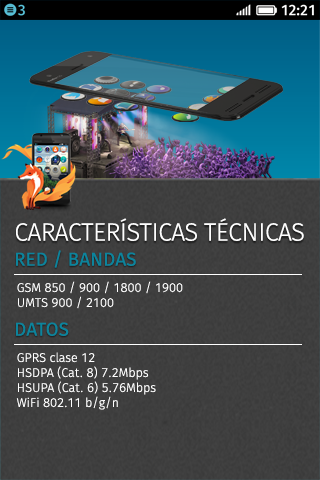 3
12:21
CARACTERÍSTICAS TÉCNICAS
RED / BANDAS
GSM 850 / 900 / 1800 / 1900
UMTS 900 / 2100
DATOS
GPRS clase 12
HSDPA (Cat. 8) 7.2Mbps
HSUPA (Cat. 6) 5.76Mbps
WiFi 802.11 b/g/n